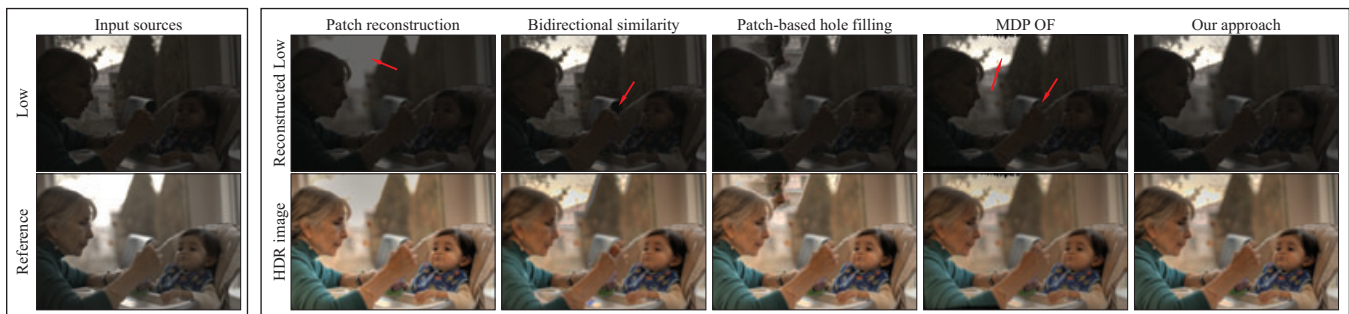 Input sources
Patch reconstruction
Bidirectional similarity
Patch-based hole filling
MDP OF
Our approach
Low
Reconstructed Low
Reference
HDR image